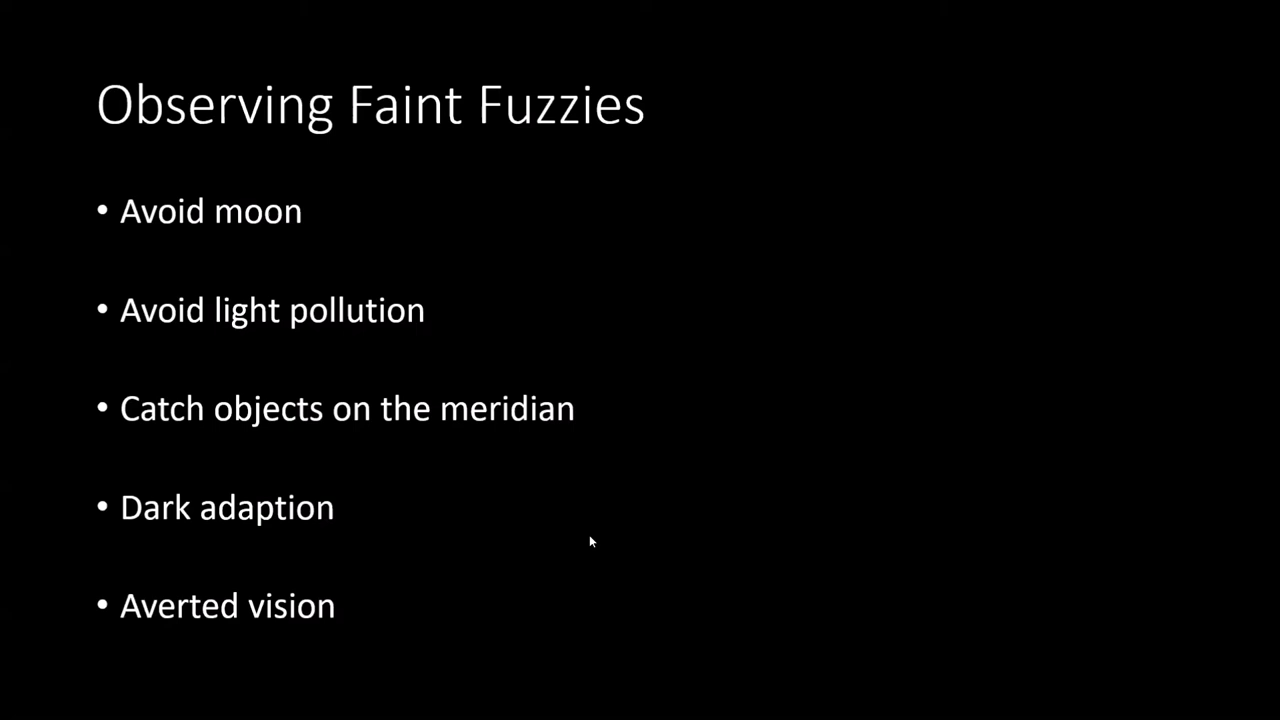 Observing Faint Fuzzies
• Avoid moon
• Avoid light pollution
• Catch objects on the meridian
• Dark adaption
• Averted vision